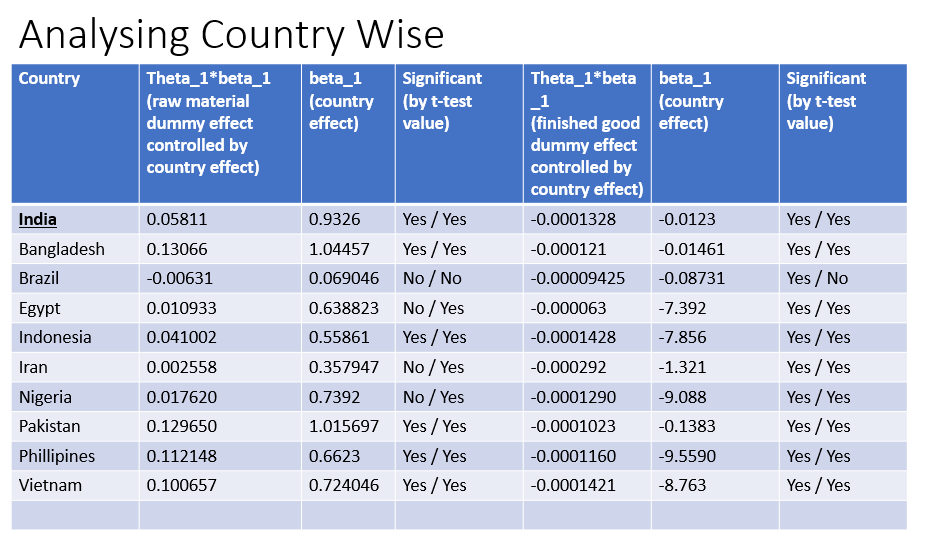 Analysing Country Wise
Country | Theta_1*beta_1 (raw material dummy effect controlled by country effect) | beta_1 (country effect) | Significant (by t-test value) | Theta_1*beta _1 (finished good dummy effect controlled by country effect) | beta_1 (country effect) | Significant (by t-test value)
India | 0.05811 | 0.9326 | Yes / Yes | -0.0001328 | -0.0123 | Yes / Yes
Bangladesh | 0.13066 | 1.04457 | Yes / Yes | -0.000121 | -0.01461 | Yes / Yes
Brazil | -0.00631 | 0.069046 | No / No | -0.00009425 | -0.08731 | Yes / No
Egypt | 0.010933 | 0.638823 | No / Yes | -0.000063 | -7.392 | Yes / Yes
Indonesia | 0.041002 | 0.55861 | Yes / Yes | -0.0001428 | -7.856 | Yes / Yes
Iran | 0.002558 | 0.357947 | No / Yes | -0.000292 | -1.321 | Yes / Yes
Nigeria | 0.017620 | 0.7392 | No / Yes | -0.0001290 | -9.088 | Yes / Yes
Pakistan | 0.129650 | 1.015697 | Yes / Yes | -0.0001023 | -0.1383 | Yes / Yes
Phillipines | 0.112148 | 0.6623 | Yes / Yes | -0.0001160 | -9.5590 | Yes / Yes
Vietnam | 0.100657 | 0.724046 | Yes / Yes | -0.0001421 | -8.763 | Yes / Yes